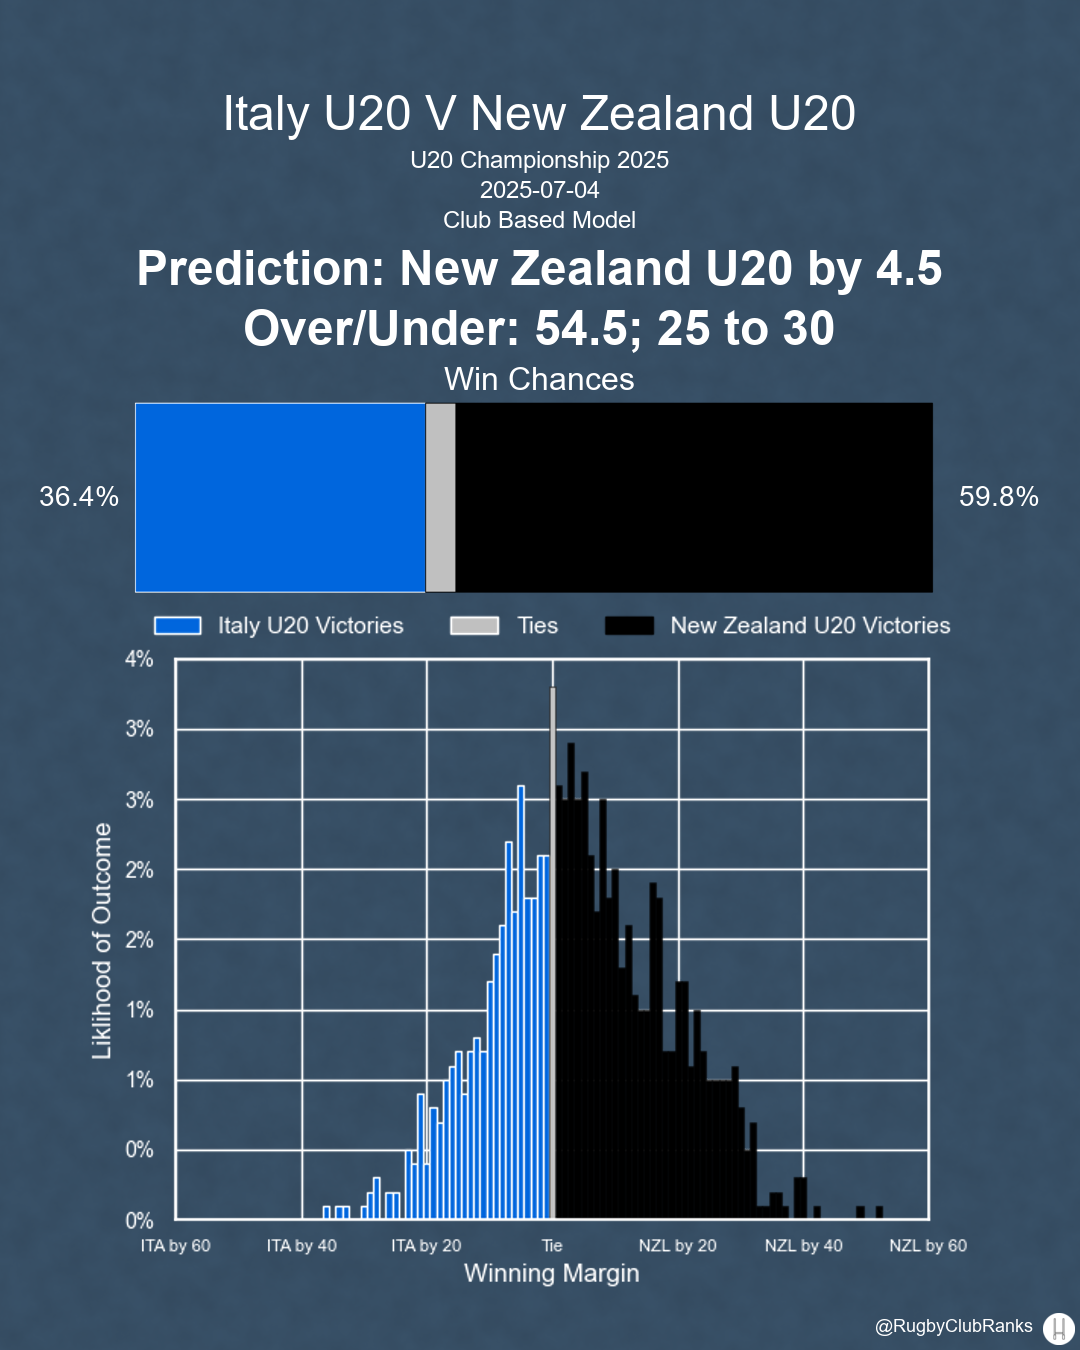 Italy U20 V New Zealand U20
U20 Championship 2025
2025-07-04
Club Based Model
Prediction: New Zealand U20 by 4.5
Over/Under: 54.5; 25 to 30
Win Chances
36.4%
59.8%
Italy U20 Victories
Ties
New Zealand U20 Victories
4%
3%
3%
2%
2%
1%
1%
0%
0%
Liklihood of Outcome
ITA by 60
ITA by 40
ITA by 20
Tie
NZL by 20
NZL by 40
NZL by 60
Winning Margin
@RugbyClubRanks